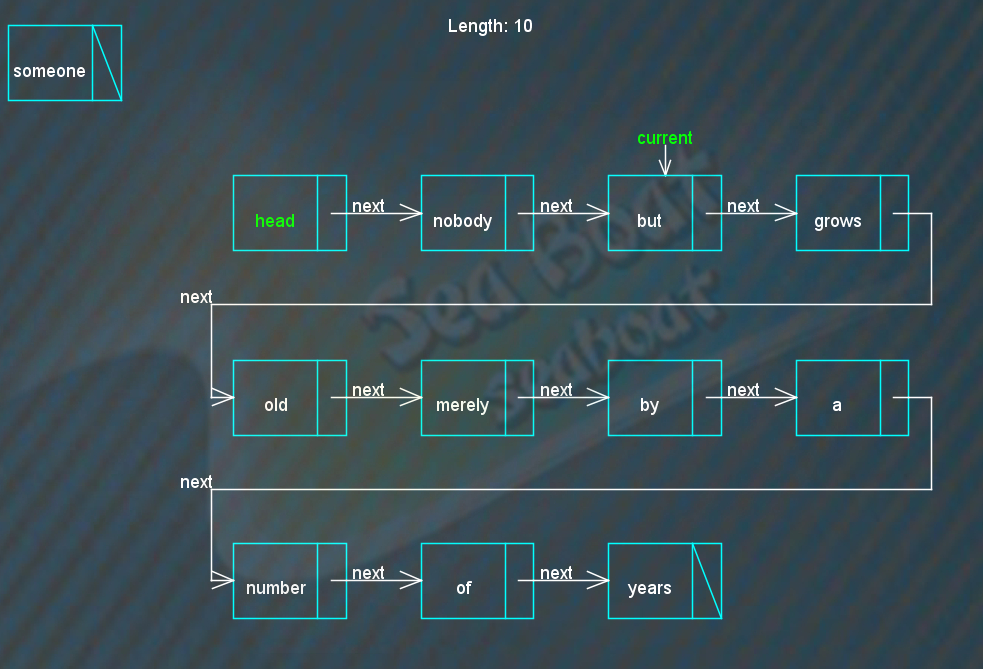 Length: 10
someone
current
head next nobody next but next grows
next
old next merely next by next a
next
number next of next years
Sea Boat
seaboat